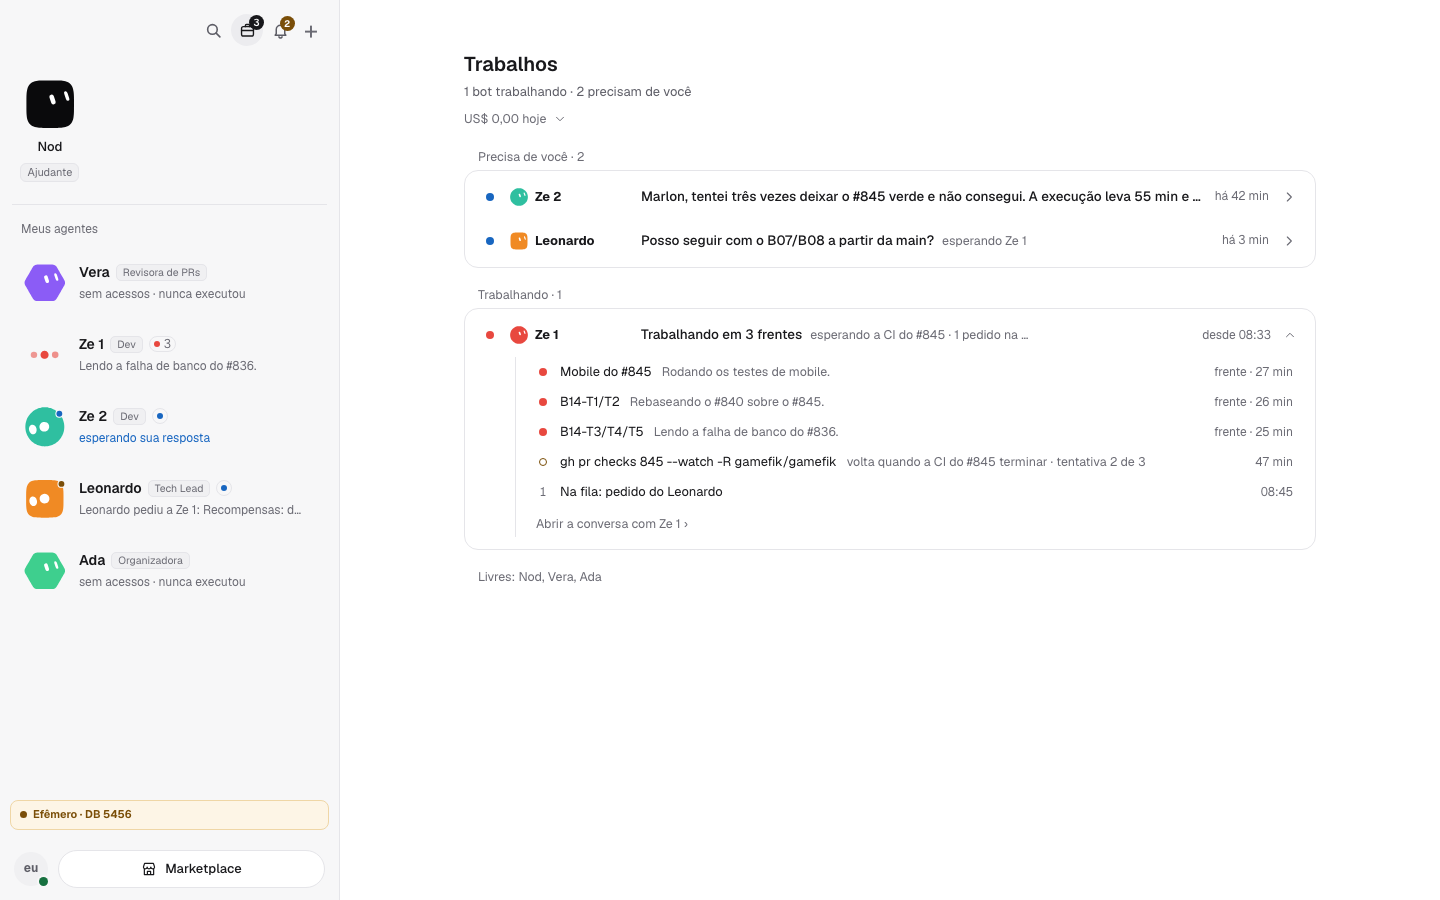 3
2
Nod
Ajudante
Meus agentes
Vera Revisora de PRs
sem acessos · nunca executou
Ze 1 Dev 3
Lendo a falha de banco do #836.
Ze 2 Dev
esperando sua resposta
Leonardo Tech Lead
Leonardo pediu a Ze 1: Recompensas: d...
Ada Organizadora
sem acessos · nunca executou
Efêmero · DB 5456
eu
Marketplace
Trabalhos
1 bot trabalhando · 2 precisam de você
US$ 0,00 hoje
Precisa de você · 2
Ze 2 Marlon, tentei três vezes deixar o #845 verde e não consegui. A execução leva 55 min e ... há 42 min
Leonardo Posso seguir com o B07/B08 a partir da main? esperando Ze 1 há 3 min
Trabalhando · 1
Ze 1 Trabalhando em 3 frentes esperando a CI do #845 · 1 pedido na ... desde 08:33
Mobile do #845 Rodando os testes de mobile. frente · 27 min
B14-T1/T2 Rebaseando o #840 sobre o #845. frente · 26 min
B14-T3/T4/T5 Lendo a falha de banco do #836. frente · 25 min
gh pr checks 845 --watch -R gamefik/gamefik volta quando a CI do #845 terminar · tentativa 2 de 3 47 min
1 Na fila: pedido do Leonardo 08:45
Abrir a conversa com Ze 1 ›
Livres: Nod, Vera, Ada